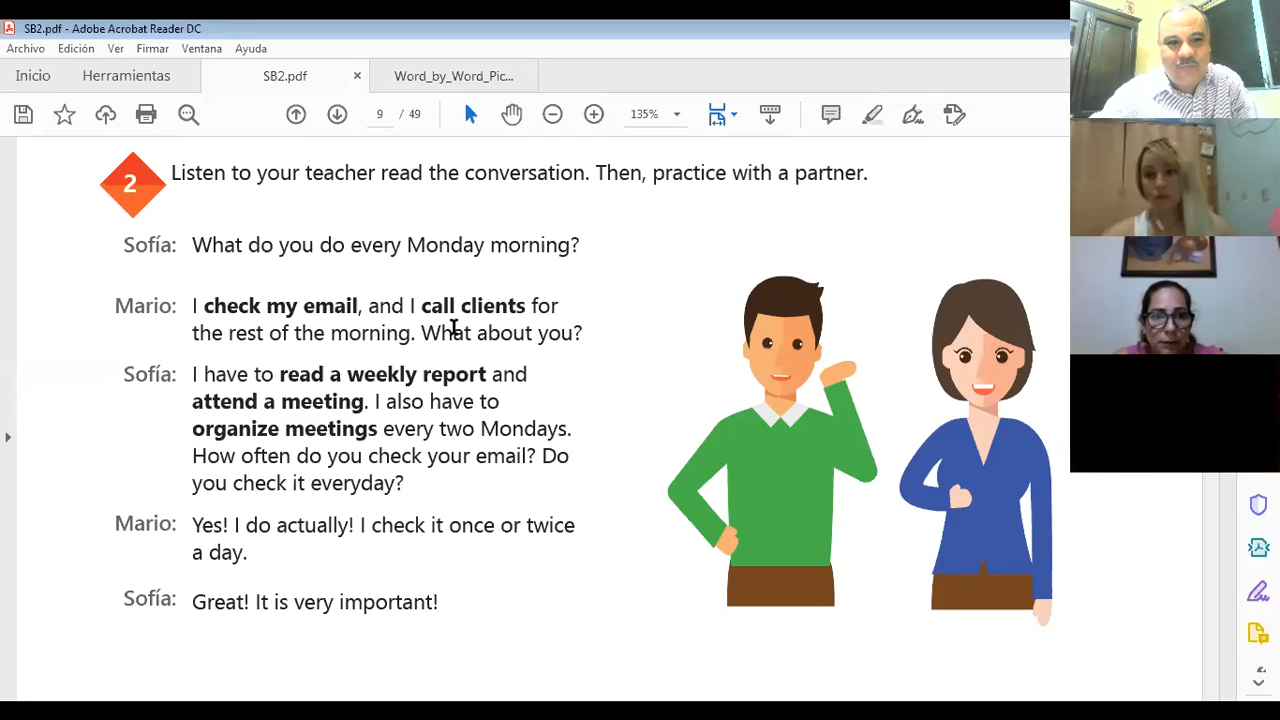 SB2.pdf - Adobe Acrobat Reader DC
Archivo Edición Ver Firmar Ventana Ayuda
Inicio Herramientas SB2.pdf × Word_by_Word_Pic...
9 / 49 135%
2 Listen to your teacher read the conversation. Then, practice with a partner.
Sofía: What do you do every Monday morning?
Mario: I check my email, and I call clients for
the rest of the morning. What about you?
Sofía: I have to read a weekly report and
attend a meeting. I also have to
organize meetings every two Mondays.
How often do you check your email? Do
you check it everyday?
Mario: Yes! I do actually! I check it once or twice
a day.
Sofía: Great! It is very important!